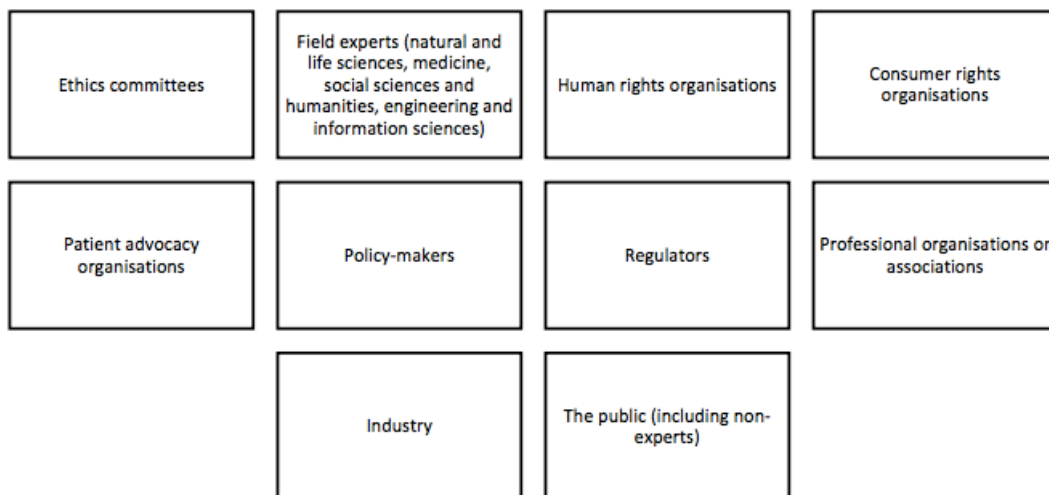 Ethics committees
Field experts (natural and
life sciences, medicine,
social sciences and
humanities, engineering and
information sciences)
Human rights organisations
Consumer rights
organisations
Patient advocacy
organisations
Policy-makers
Regulators
Professional organisations or
associations
Industry
The public (including non-
experts)